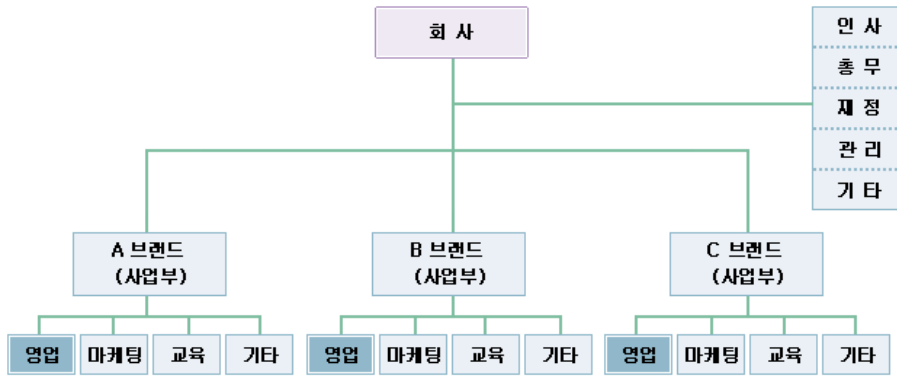 회 사
인 사
총 무
재 정
관 리
기 타
A 브랜드
(사업부)
B 브랜드
(사업부)
C 브랜드
(사업부)
영업
마케팅
교육
기타
영업
마케팅
교육
기타
영업
마케팅
교육
기타